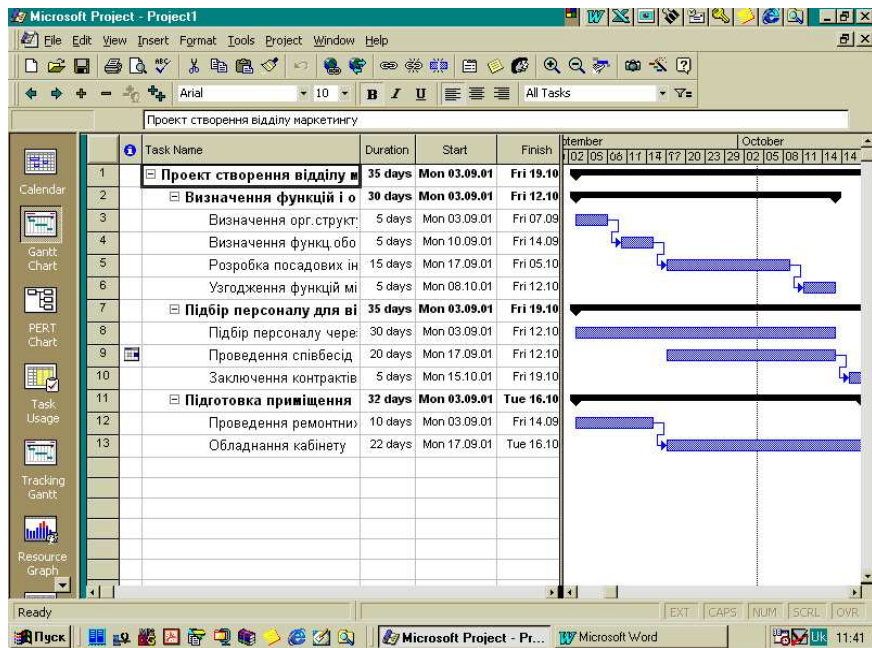 Microsoft Project - Project1
File Edit View Insert Format Tools Project Window Help
Arial 10 B I U All Tasks
Проект створення відділу маркетингу
Task Name Duration Start Finish
ptember October
02 05 08 11 14 17 20 23 29 02 05 08 11 14 14
1 Проект створення відділу м 35 days Mon 03.09.01 Fri 19.10
2 Визначення функцій і о 30 days Mon 03.09.01 Fri 12.10
3 Визначення орг.структ 5 days Mon 03.09.01 Fri 07.09
4 Визначення функц.обо 5 days Mon 10.09.01 Fri 14.09
5 Розробка посадових ін 15 days Mon 17.09.01 Fri 05.10
6 Узгодження функцій мі 5 days Mon 08.10.01 Fri 12.10
7 Підбір персоналу для ві 35 days Mon 03.09.01 Fri 19.10
8 Підбір персоналу чере 30 days Mon 03.09.01 Fri 12.10
9 Проведення співбесід 20 days Mon 17.09.01 Fri 12.10
10 Заключення контрактів 5 days Mon 15.10.01 Fri 19.10
11 Підготовка приміщення 32 days Mon 03.09.01 Tue 16.10
12 Проведення ремонтних 10 days Mon 03.09.01 Fri 14.09
13 Обладнання кабінету 22 days Mon 17.09.01 Tue 16.10
Calendar
Gantt
Chart
PERT
Chart
Task
Usage
Tracking
Gantt
Resource
Graph
Ready EXT CAPS NUM SCRL OVR
Пуск Microsoft Project - Pr... Microsoft Word Uk 11:41